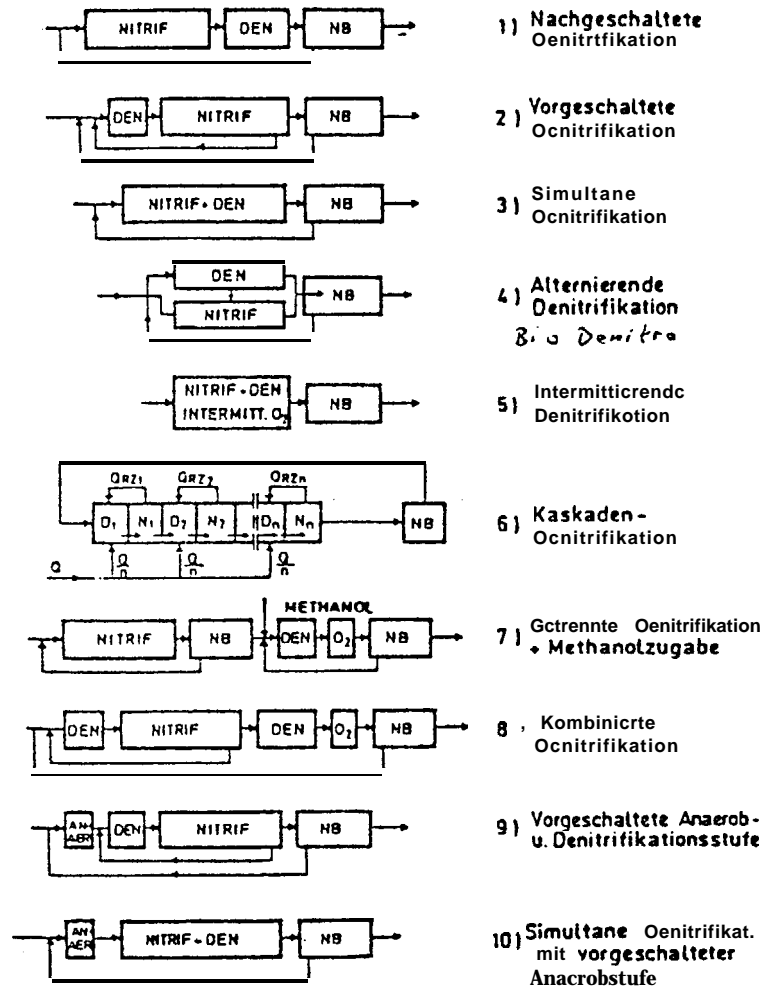 NITRIF DEN NB 1) Nachgeschaltete
Oenitrtfikation
DEN NITRIF NB 2) Vorgeschaltete
Ocnitrifikation
NITRIF+DEN NB 3) Simultane
Ocnitrifikation
DEN
NITRIF NB 4) Alternierende
Denitrifikation
Bio Denitra
NITRIF+DEN
INTERMITT. O2 NB 5) Intermitticrendc
Denitrifikotion
QRZ1 QRZ2 QRZn
D1 N1 D2 N2 Dn Nn NB 6) Kaskaden-
Ocnitrifikation
Q Q/n Q/n Q/n
METHANOL
NITRIF NB DEN O2 NB 7) Gctrennte Oenitrifikation
+ Methanolzugabe
DEN NITRIF DEN O2 NB 8 , Kombinicrte
Ocnitrifikation
AN-
AER DEN NITRIF NB 9) Vorgeschaltete Anaerob-
u. Denitrifikationsstufe
AN
AER NITRIF-DEN NB 10) Simultane Oenitrifikat.
mit vorgeschalteter
Anacrobstufe